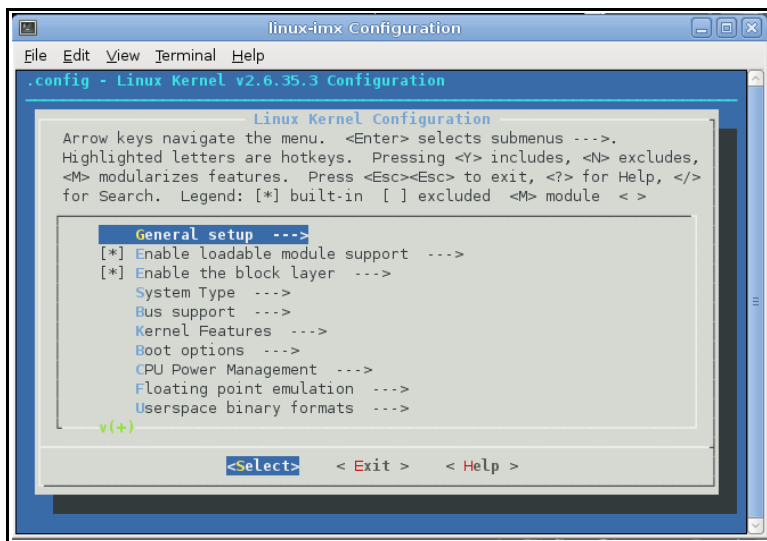 linux-imx Configuration
File Edit View Terminal Help
.config - Linux Kernel v2.6.35.3 Configuration
Linux Kernel Configuration
Arrow keys navigate the menu. <Enter> selects submenus --->.
Highlighted letters are hotkeys. Pressing <Y> includes, <N> excludes,
<M> modularizes features. Press <Esc><Esc> to exit, <?> for Help, </>
for Search. Legend: [*] built-in [ ] excluded <M> module < >
General setup --->
[*] Enable loadable module support --->
[*] Enable the block layer --->
System Type --->
Bus support --->
Kernel Features --->
Boot options --->
CPU Power Management --->
Floating point emulation --->
Userspace binary formats --->
v(+)
<Select> < Exit > < Help >